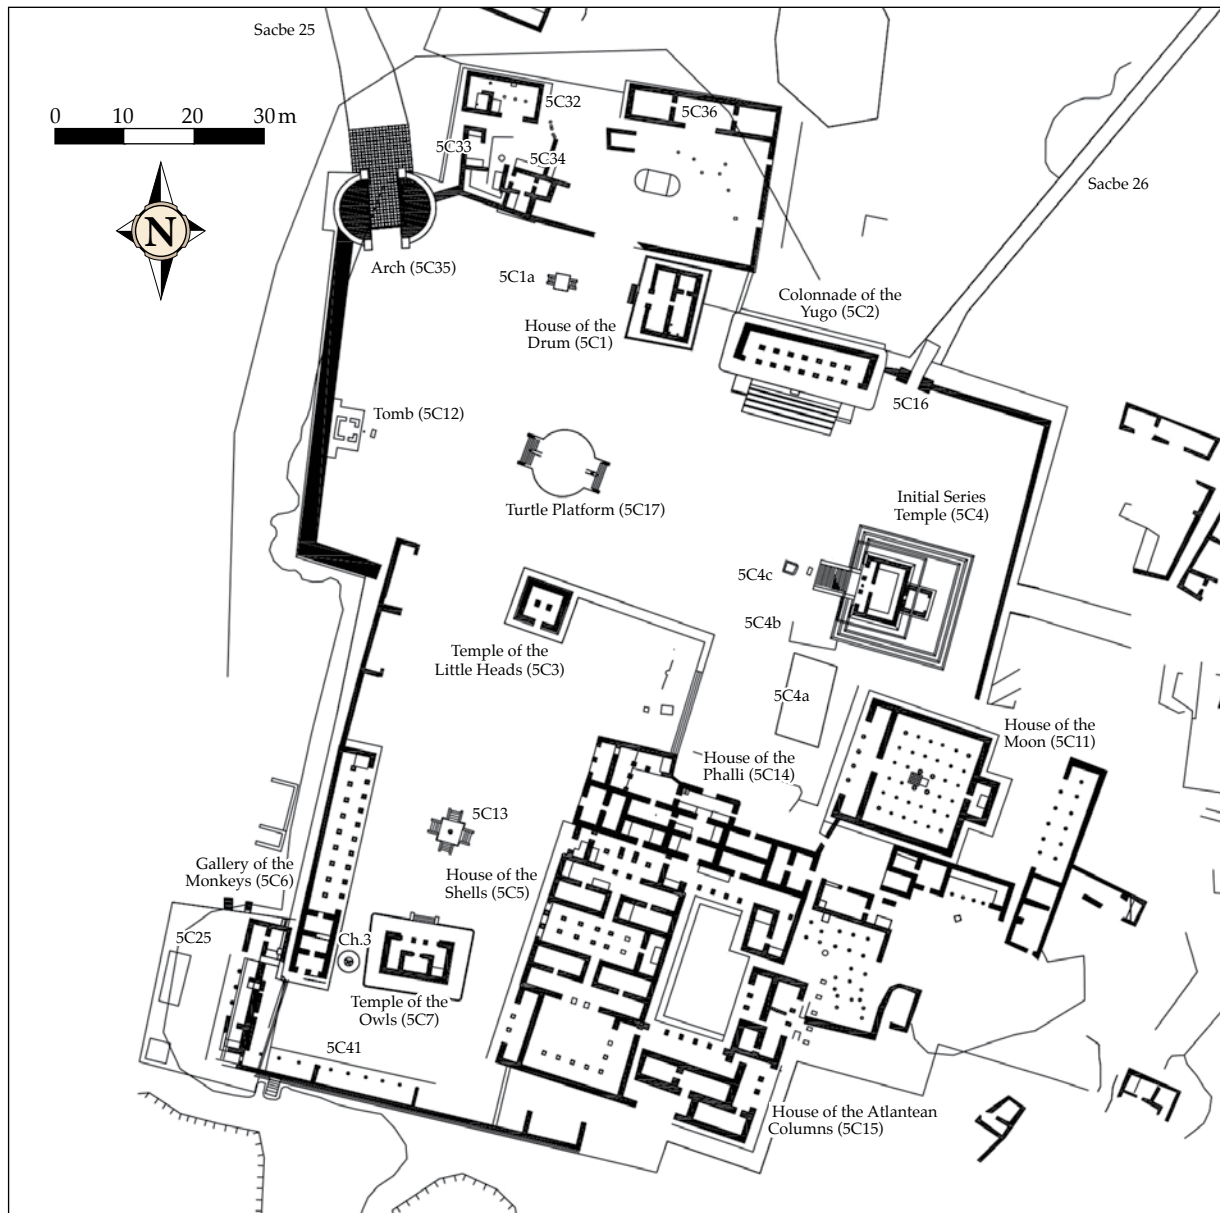 Sacbe 25
0 10 20 30 m
N
5C32
5C36
5C33
5C34
Sacbe 26
Arch (5C35)
5C1a
Colonnade of the
Yugo (5C2)
House of the
Drum (5C1)
5C16
Tomb (5C12)
Turtle Platform (5C17)
Initial Series
Temple (5C4)
5C4c
5C4b
Temple of the
Little Heads (5C3)
5C4a
House of the
Moon (5C11)
House of the
Phalli (5C14)
5C13
Gallery of the
Monkeys (5C6)
House of the
Shells (5C5)
5C25
Ch.3
Temple of the
Owls (5C7)
5C41
House of the Atlantean
Columns (5C15)